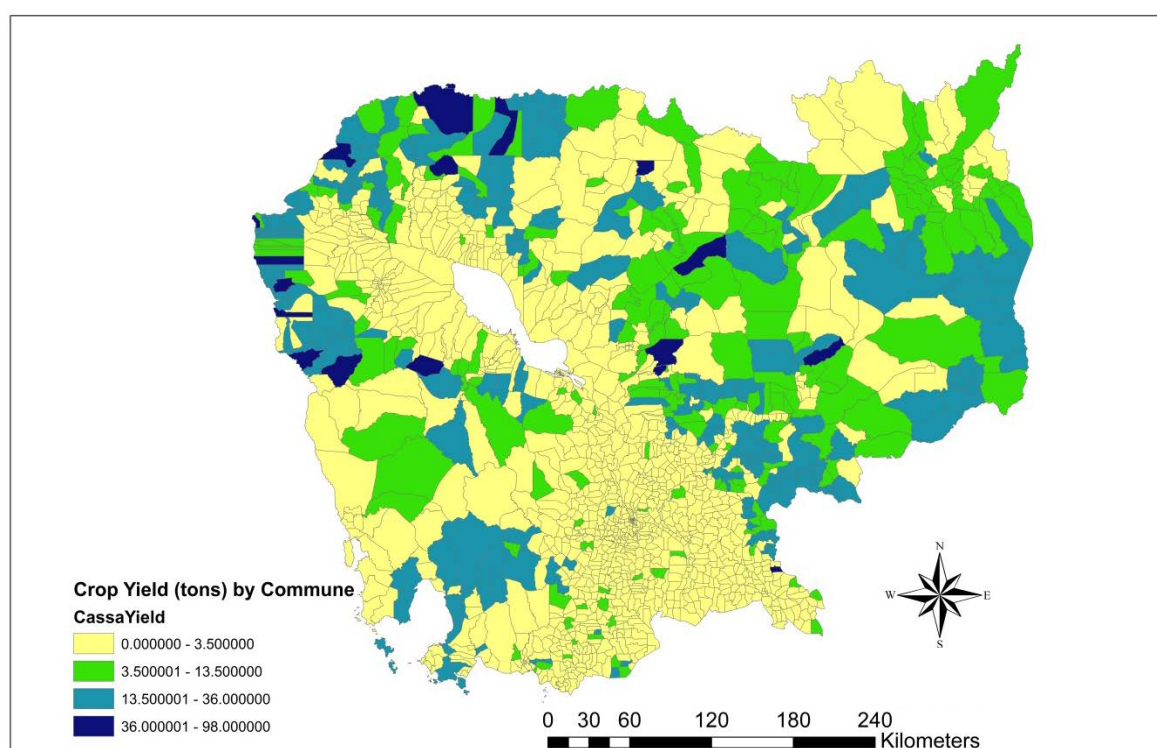 N
W E
S
Crop Yield (tons) by Commune
CassaYield
0.000000 - 3.500000
3.500001 - 13.500000
13.500001 - 36.000000
36.000001 - 98.000000
0 30 60 120 180 240
Kilometers